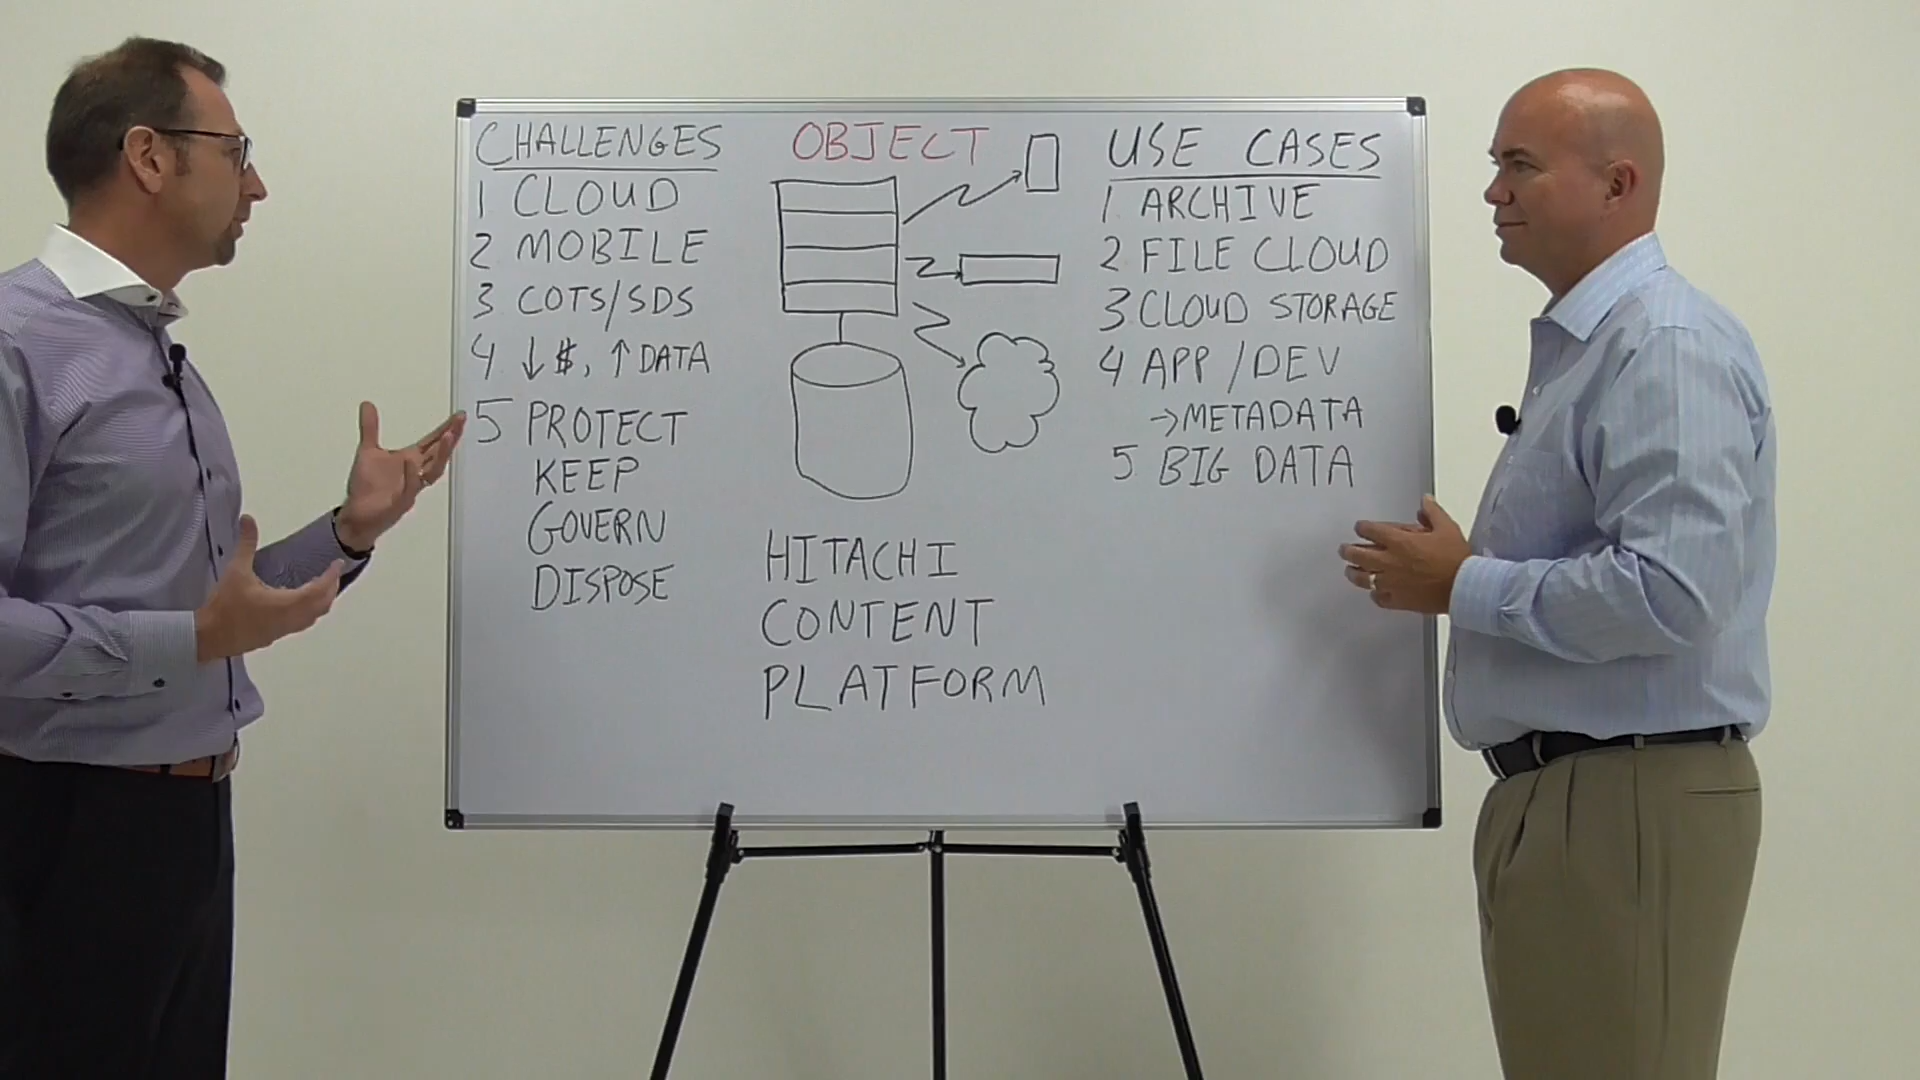 CHALLENGES
1 CLOUD
2 MOBILE
3 COTS/SDS
4 ↓$, ↑DATA
5 PROTECT
KEEP
GOVERN
DISPOSE
OBJECT
HITACHI
CONTENT
PLATFORM
USE CASES
1. ARCHIVE
2 FILE CLOUD
3 CLOUD STORAGE
4 APP/DEV
→METADATA
5 BIG DATA